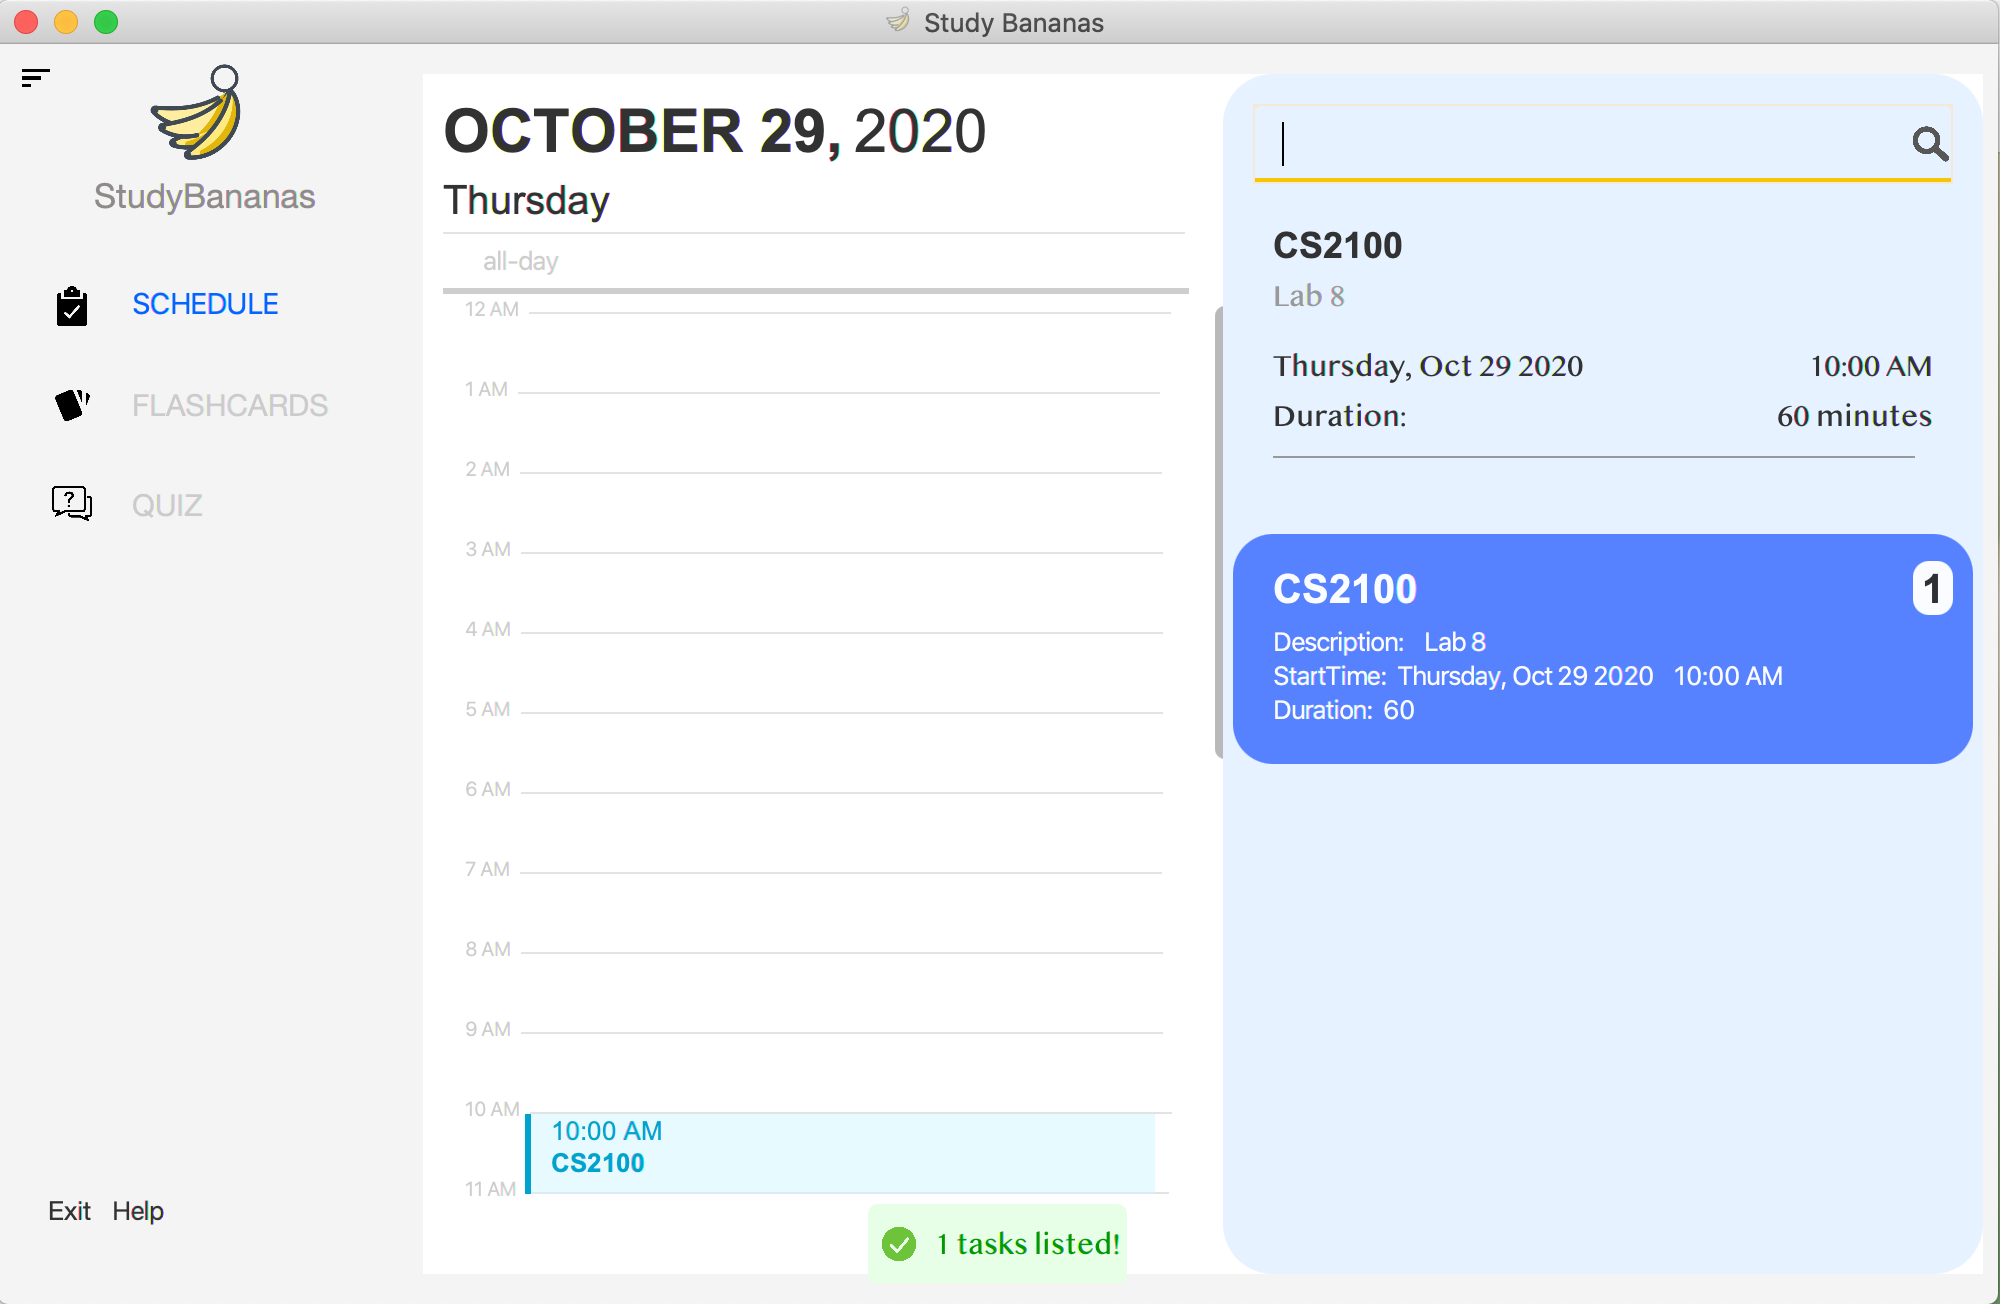 Study Bananas
StudyBananas
SCHEDULE
FLASHCARDS
? QUIZ
Exit Help
OCTOBER 29, 2020
Thursday
all-day
12 AM
1 AM
2 AM
3 AM
4 AM
5 AM
6 AM
7 AM
8 AM
9 AM
10 AM
10:00 AM
CS2100
11 AM
1 tasks listed!
CS2100
Lab 8
Thursday, Oct 29 2020 10:00 AM
Duration: 60 minutes
CS2100 1
Description: Lab 8
StartTime: Thursday, Oct 29 2020 10:00 AM
Duration: 60